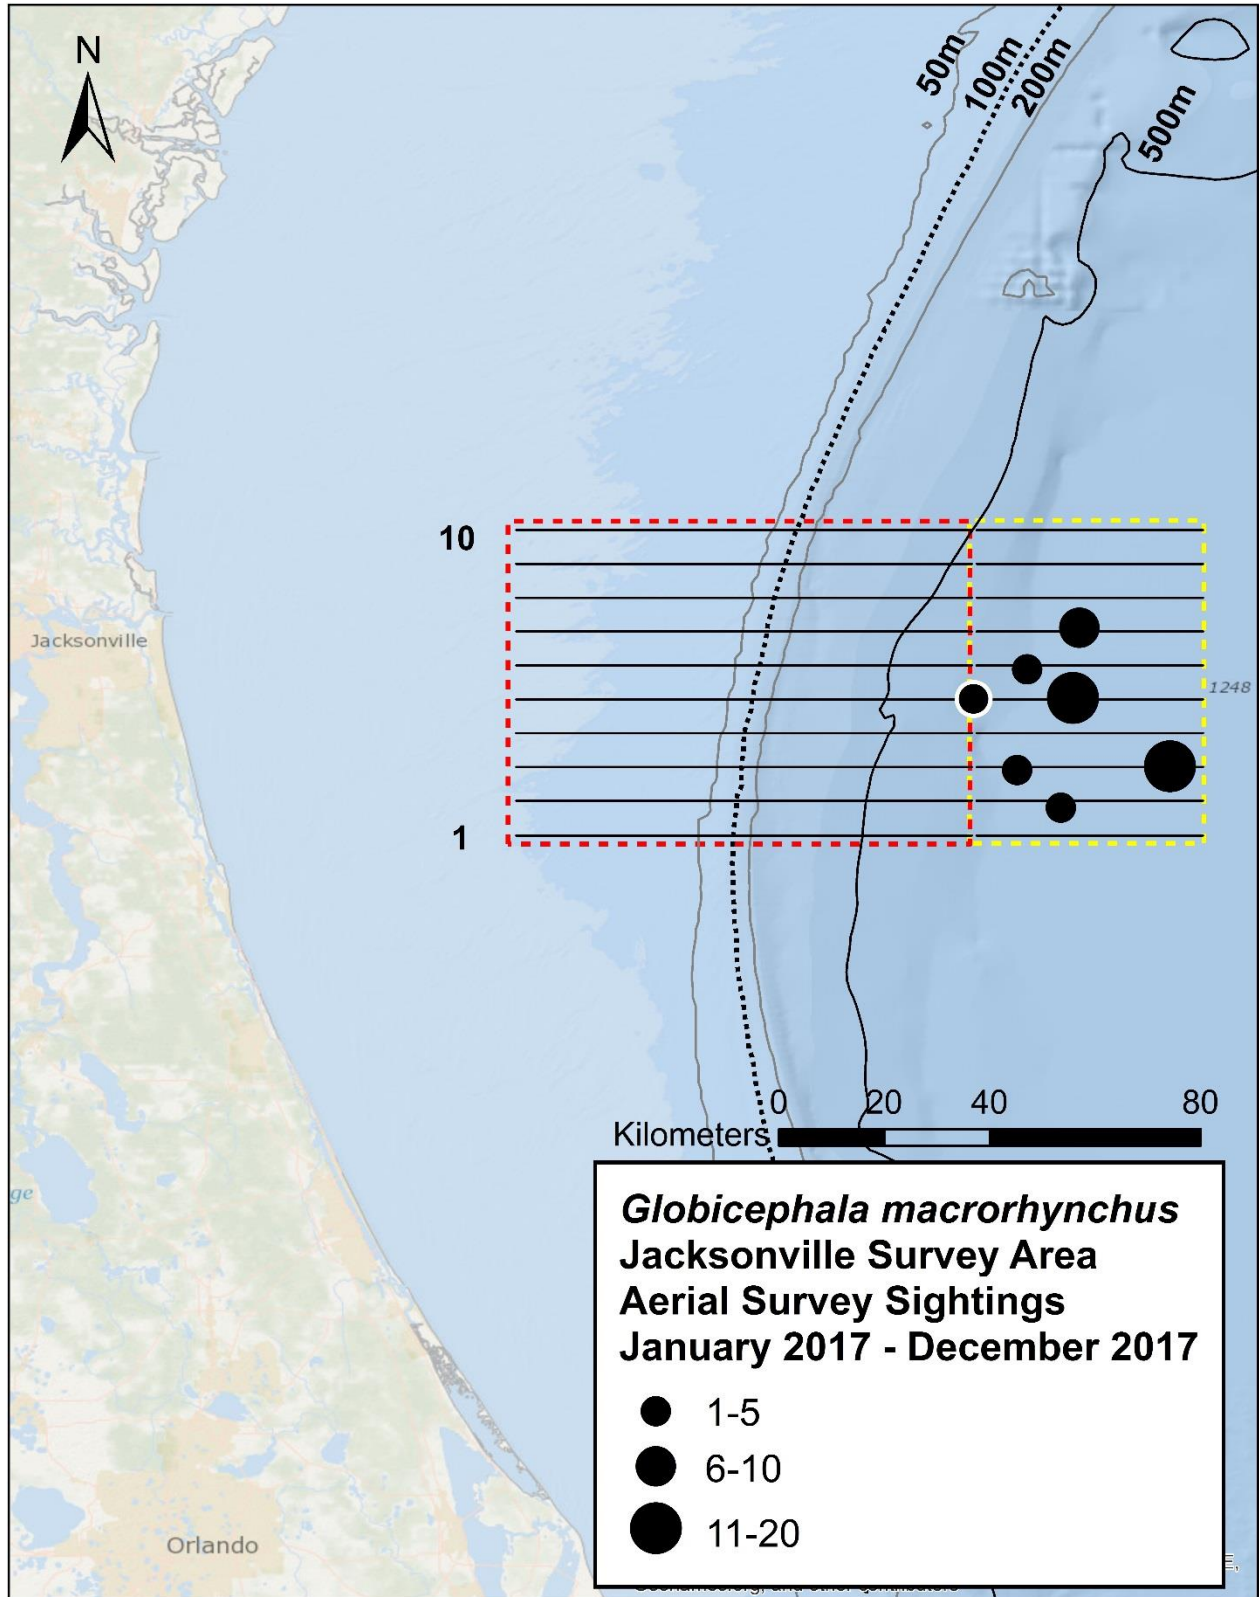 N
50m
100m
200m
500m
10
Jacksonville
1248
1
0 20 40 80
Kilometers
ge
Globicephala macrorhynchus
Jacksonville Survey Area
Aerial Survey Sightings
January 2017 - December 2017
1-5
6-10
11-20
Orlando